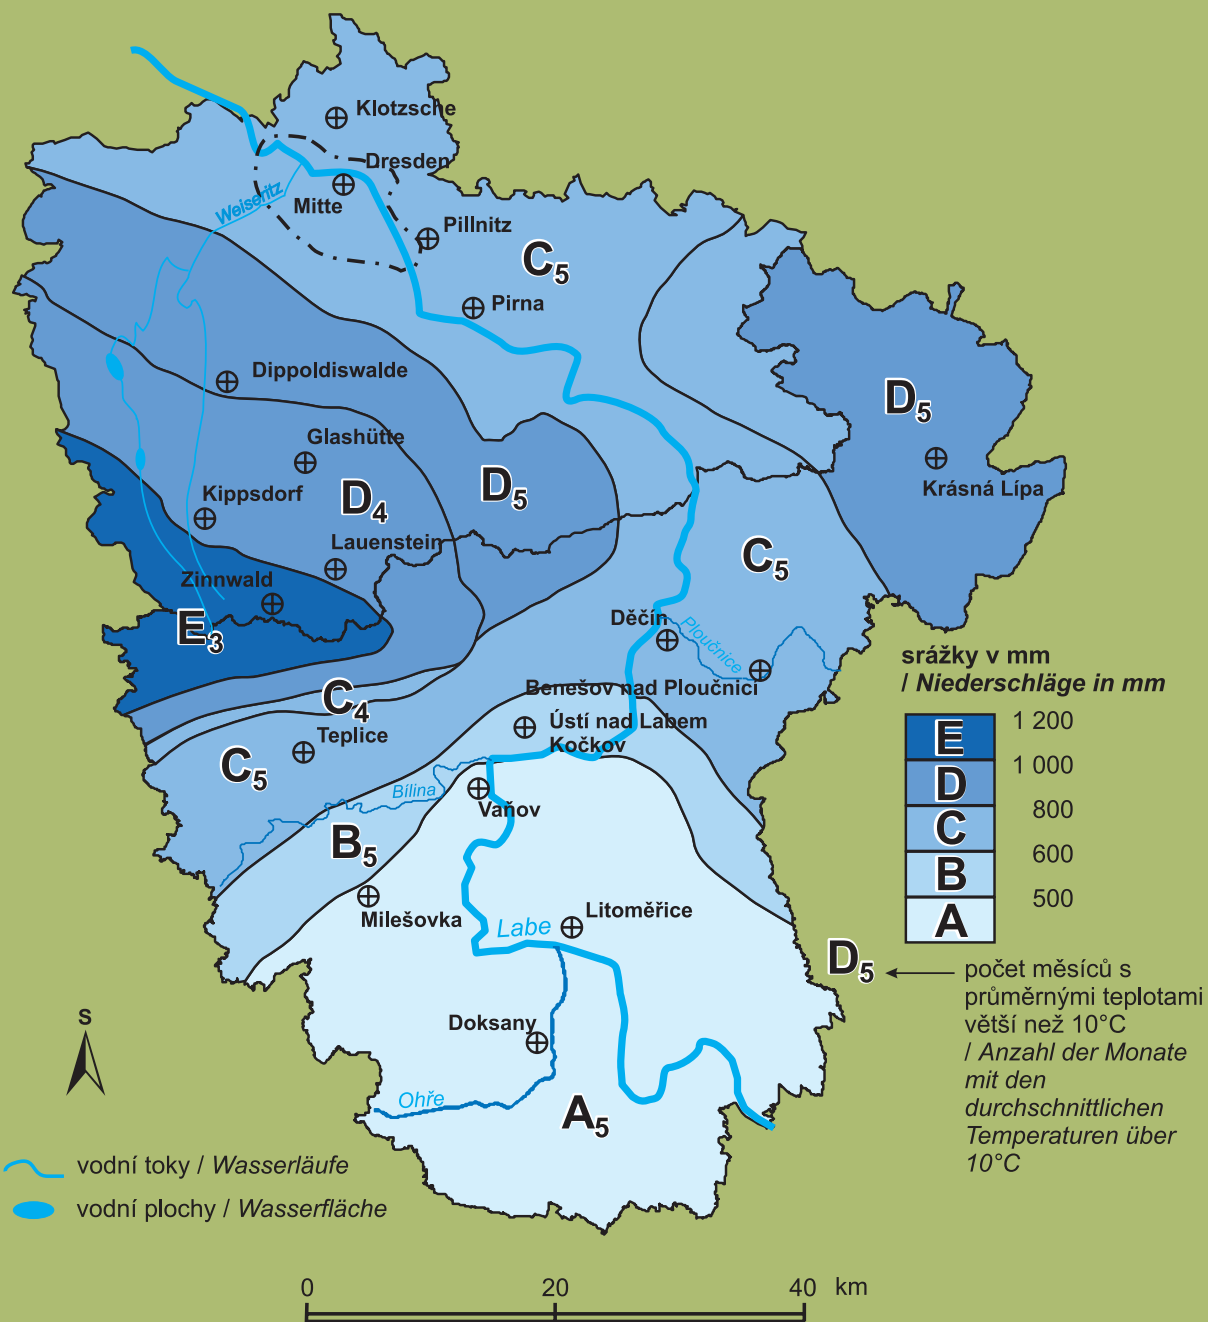 Klotzsche
Dresden
Weiseritz
Mitte
Pillnitz
C5
Pirna
Dippoldiswalde
D5
Glashütte
Krásná Lípa
Kippsdorf
D4
D5
Lauenstein
C5
Zinnwald
E3
Děčín
Ploučnice
Benešov nad Ploučnicí
C4
Teplice
Ústí nad Labem
Kočkov
C5
Bílina
Vaňov
B5
Milešovka
Litoměřice
Labe
Doksany
Ohře
A5
srážky v mm
/ Niederschläge in mm
E
D
C
B
A
1 200
1 000
800
600
500
D5
počet měsíců s
průměrnými teplotami
větší než 10°C
/ Anzahl der Monate
mit den
durchschnittlichen
Temperaturen über
10°C
S
vodní toky / Wasserläufe
vodní plochy / Wasserfläche
0 20 40 km